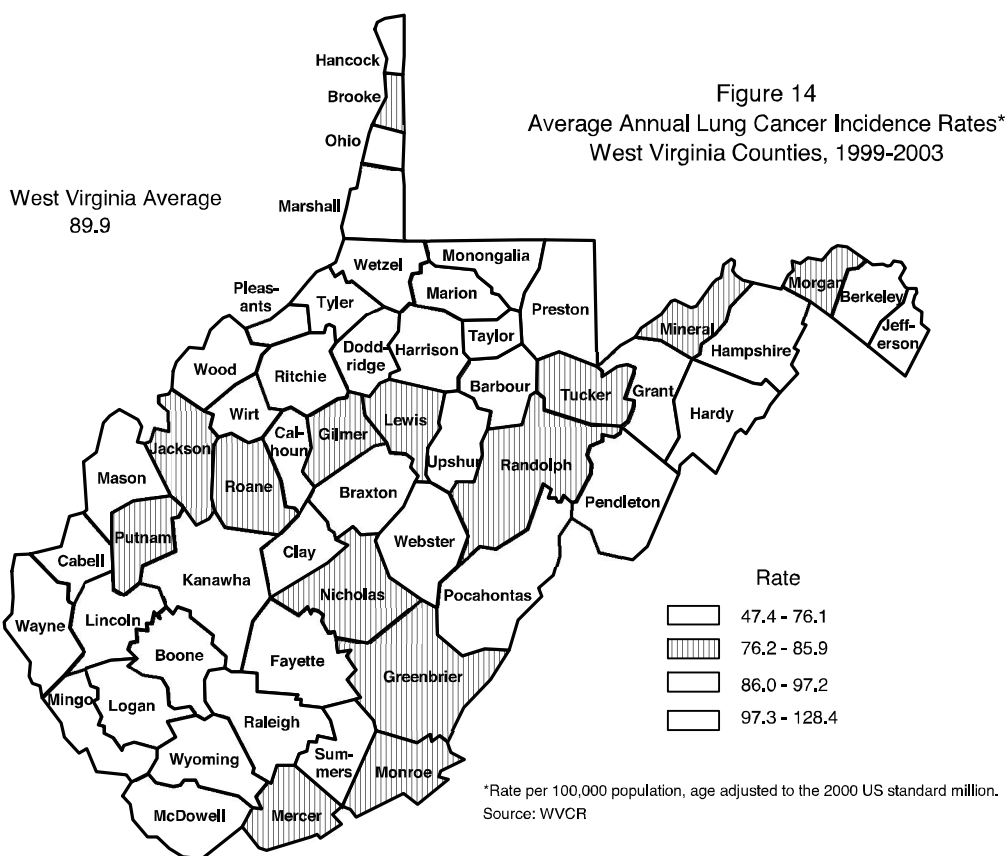 Hancock
Brooke
Ohio
Marshall
Figure 14
Average Annual Lung Cancer Incidence Rates*
West Virginia Counties, 1999-2003
West Virginia Average
89.9
Wetzel
Monongalia
Marion
Pleas-
ants
Tyler
Preston
Morgan
Berkeley
Jeff-
erson
Mineral
Hampshire
Taylor
Dodd-
ridge
Harrison
Wood
Ritchie
Barbour
Tucker
Grant
Hardy
Wirt
Cal-
houn
Gilmer
Lewis
Upshur
Randolph
Jackson
Roane
Mason
Braxton
Pendleton
Putnam
Clay
Webster
Cabell
Kanawha
Nicholas
Pocahontas
Wayne
Lincoln
Boone
Fayette
Greenbrier
Mingo
Logan
Raleigh
Wyoming
Sum-
mers
Monroe
McDowell
Mercer
Rate
47.4 - 76.1
76.2 - 85.9
86.0 - 97.2
97.3 - 128.4
*Rate per 100,000 population, age adjusted to the 2000 US standard million.
Source: WVCR